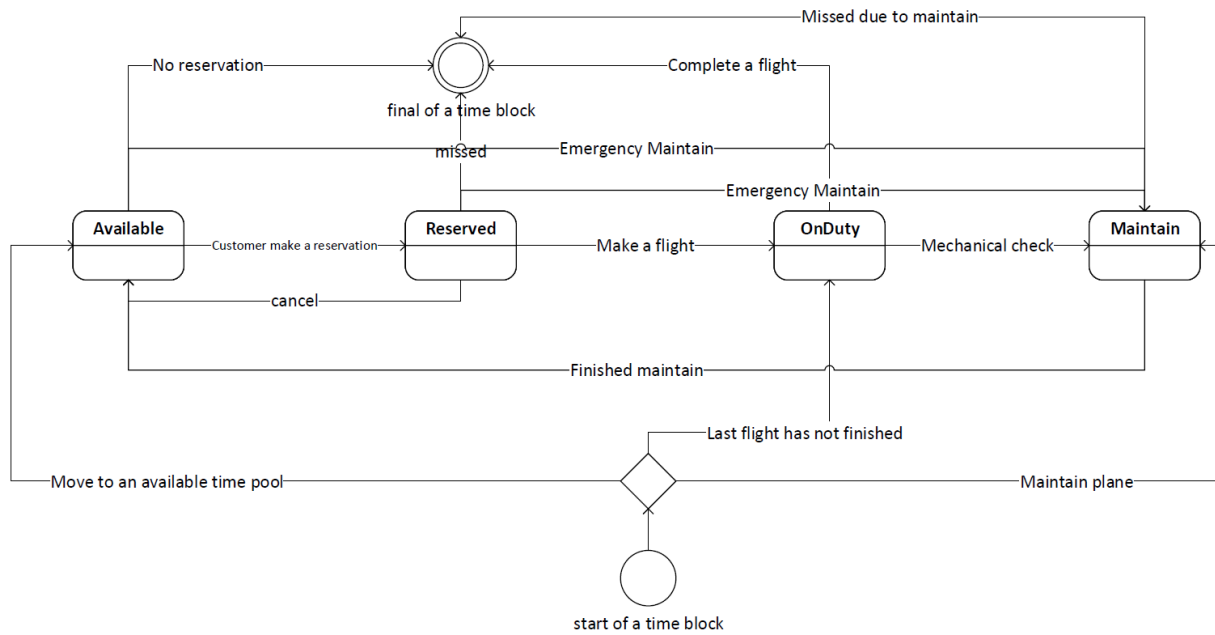 Missed due to maintain
No reservation
Complete a flight
final of a time block
missed
Emergency Maintain
Emergency Maintain
Available
Reserved
OnDuty
Maintain
Customer make a reservation
Make a flight
Mechanical check
cancel
Finished maintain
Last flight has not finished
Move to an available time pool
Maintain plane
start of a time block